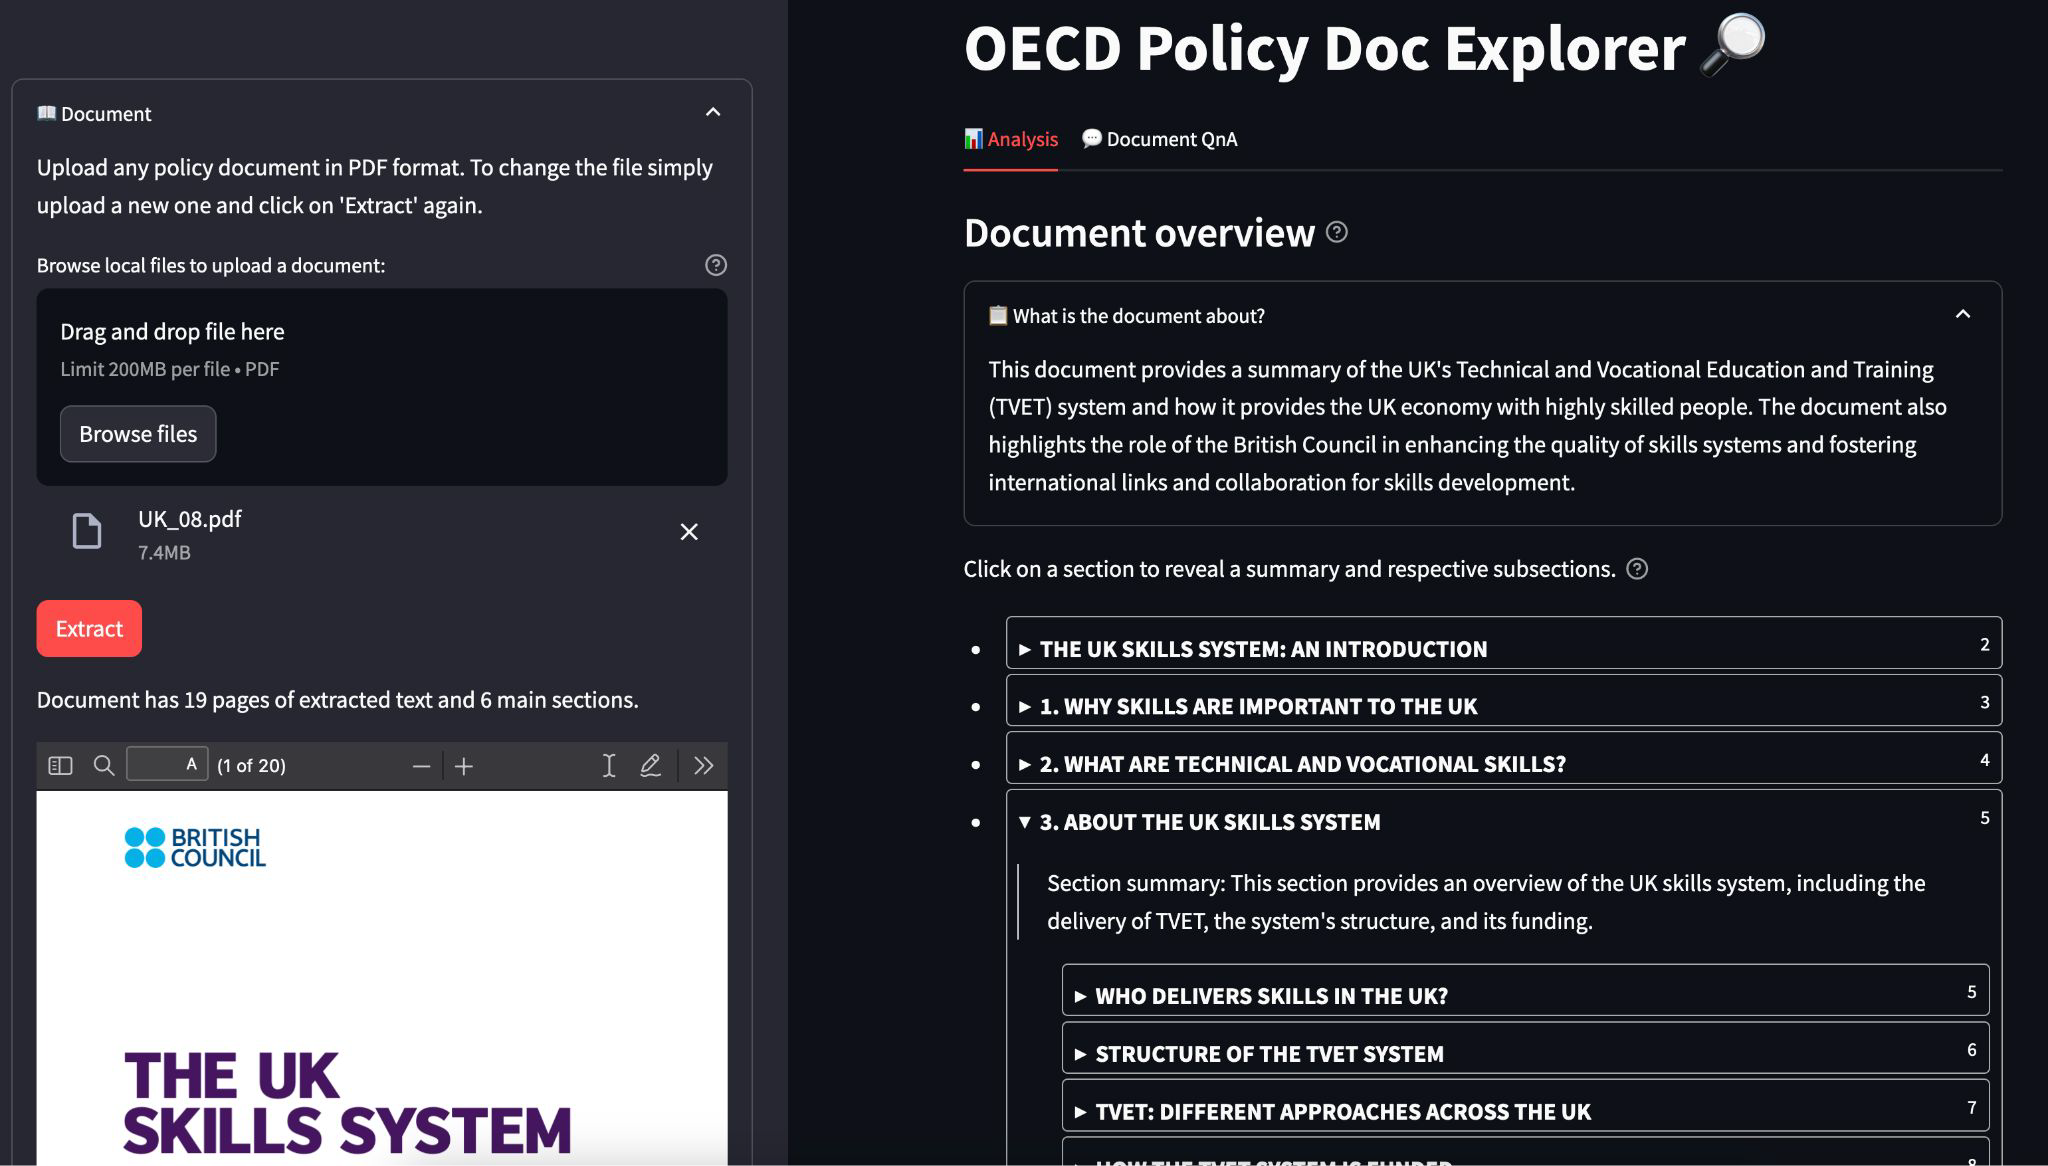 Document
Upload any policy document in PDF format. To change the file simply
upload a new one and click on 'Extract' again.
Browse local files to upload a document:
Drag and drop file here
Limit 200MB per file • PDF
Browse files
UK_08.pdf
7.4MB
Extract
Document has 19 pages of extracted text and 6 main sections.
A (1 of 20)
BRITISH
COUNCIL
THE UK
SKILLS SYSTEM
OECD Policy Doc Explorer
Analysis
Document QnA
Document overview
What is the document about?
This document provides a summary of the UK's Technical and Vocational Education and Training
(TVET) system and how it provides the UK economy with highly skilled people. The document also
highlights the role of the British Council in enhancing the quality of skills systems and fostering
international links and collaboration for skills development.
Click on a section to reveal a summary and respective subsections.
THE UK SKILLS SYSTEM: AN INTRODUCTION 2
1. WHY SKILLS ARE IMPORTANT TO THE UK 3
2. WHAT ARE TECHNICAL AND VOCATIONAL SKILLS? 4
3. ABOUT THE UK SKILLS SYSTEM 5
Section summary: This section provides an overview of the UK skills system, including the
delivery of TVET, the system's structure, and its funding.
WHO DELIVERS SKILLS IN THE UK? 5
STRUCTURE OF THE TVET SYSTEM 6
TVET: DIFFERENT APPROACHES ACROSS THE UK 7
HOW THE TVET SYSTEM IS FUNDED 8